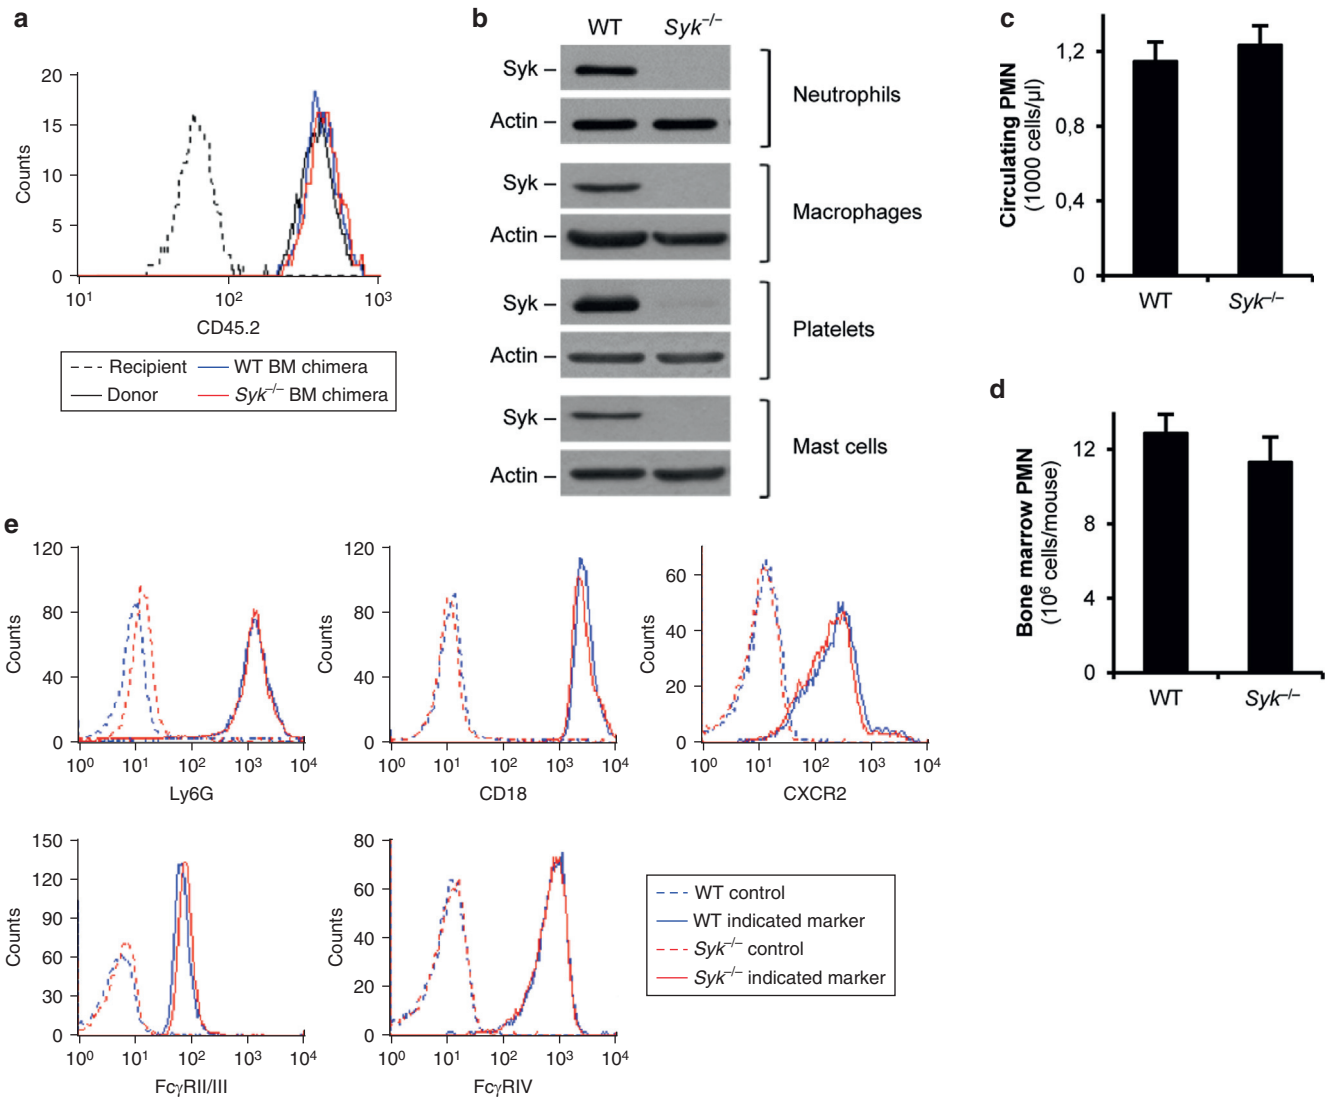 a
20
15
10
5
0
Counts
10¹ 10² 10³
CD45.2
Recipient WT BM chimera
Donor Syk⁻/⁻ BM chimera
b
WT Syk⁻/⁻
Syk –
Actin –
Neutrophils
Syk –
Actin –
Macrophages
Syk –
Actin –
Platelets
Syk –
Actin –
Mast cells
c
Circulating PMN
(1000 cells/µl)
1,2
0,8
0,4
0
WT Syk⁻/⁻
d
Bone marrow PMN
(10⁶ cells/mouse)
12
8
4
0
WT Syk⁻/⁻
e
120
80
40
0
Counts
10⁰ 10¹ 10² 10³ 10⁴
Ly6G
120
80
40
0
Counts
10⁰ 10¹ 10² 10³ 10⁴
CD18
60
40
20
0
Counts
10⁰ 10¹ 10² 10³ 10⁴
CXCR2
150
120
90
60
30
0
Counts
10⁰ 10¹ 10² 10³ 10⁴
FcγRII/III
80
60
40
20
0
Counts
10⁰ 10¹ 10² 10³ 10⁴
FcγRIV
WT control
WT indicated marker
Syk⁻/⁻ control
Syk⁻/⁻ indicated marker